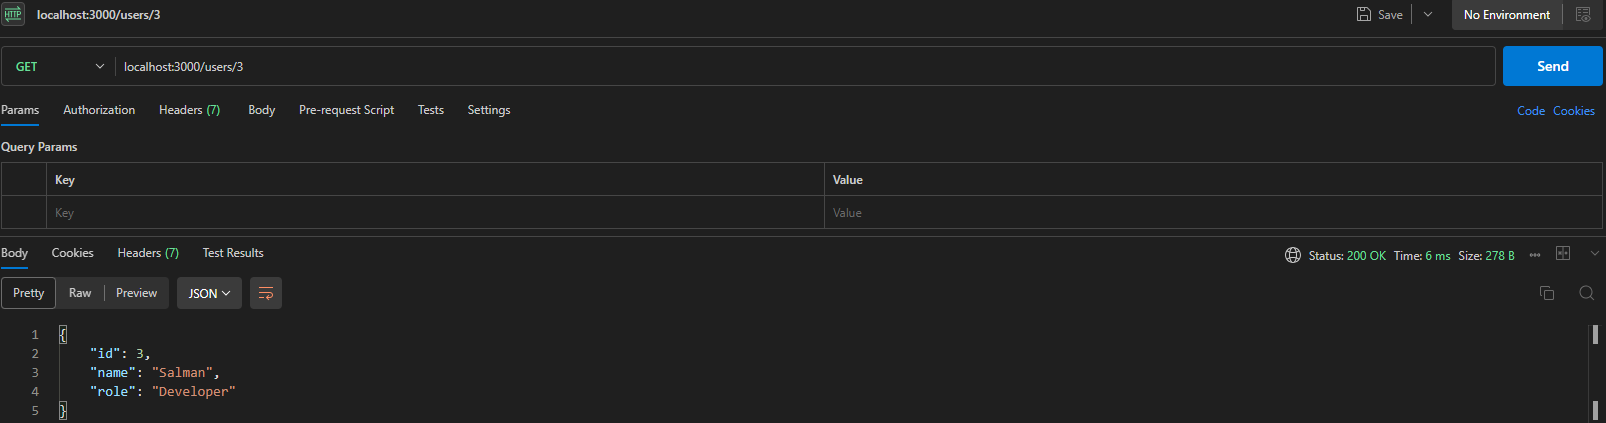 HTTP localhost:3000/users/3 Save No Environment
GET localhost:3000/users/3 Send
Params Authorization Headers (7) Body Pre-request Script Tests Settings Code Cookies
Query Params
Key Value
Key Value
Body Cookies Headers (7) Test Results Status: 200 OK Time: 6 ms Size: 278 B
Pretty Raw Preview JSON
1 {
2 "id": 3,
3 "name": "Salman",
4 "role": "Developer"
5 }